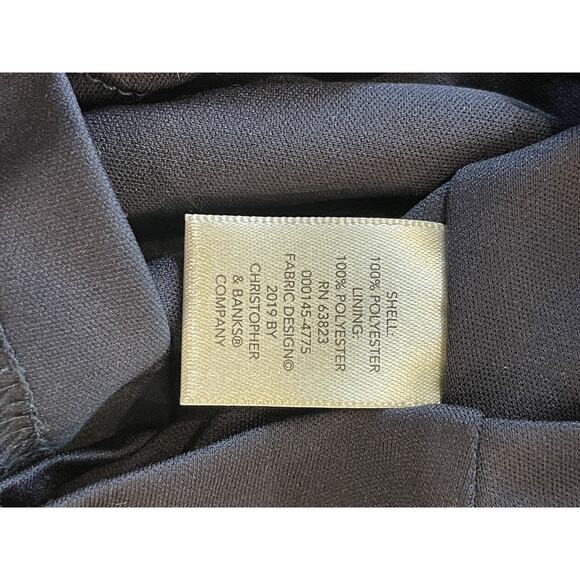 SHELL:
100% POLYESTER
LINING:
100% POLYESTER
RN 63823
000145-4775
FABRIC DESIGN©
2019 BY
CHRISTOPHER
& BANKS®
COMPANY